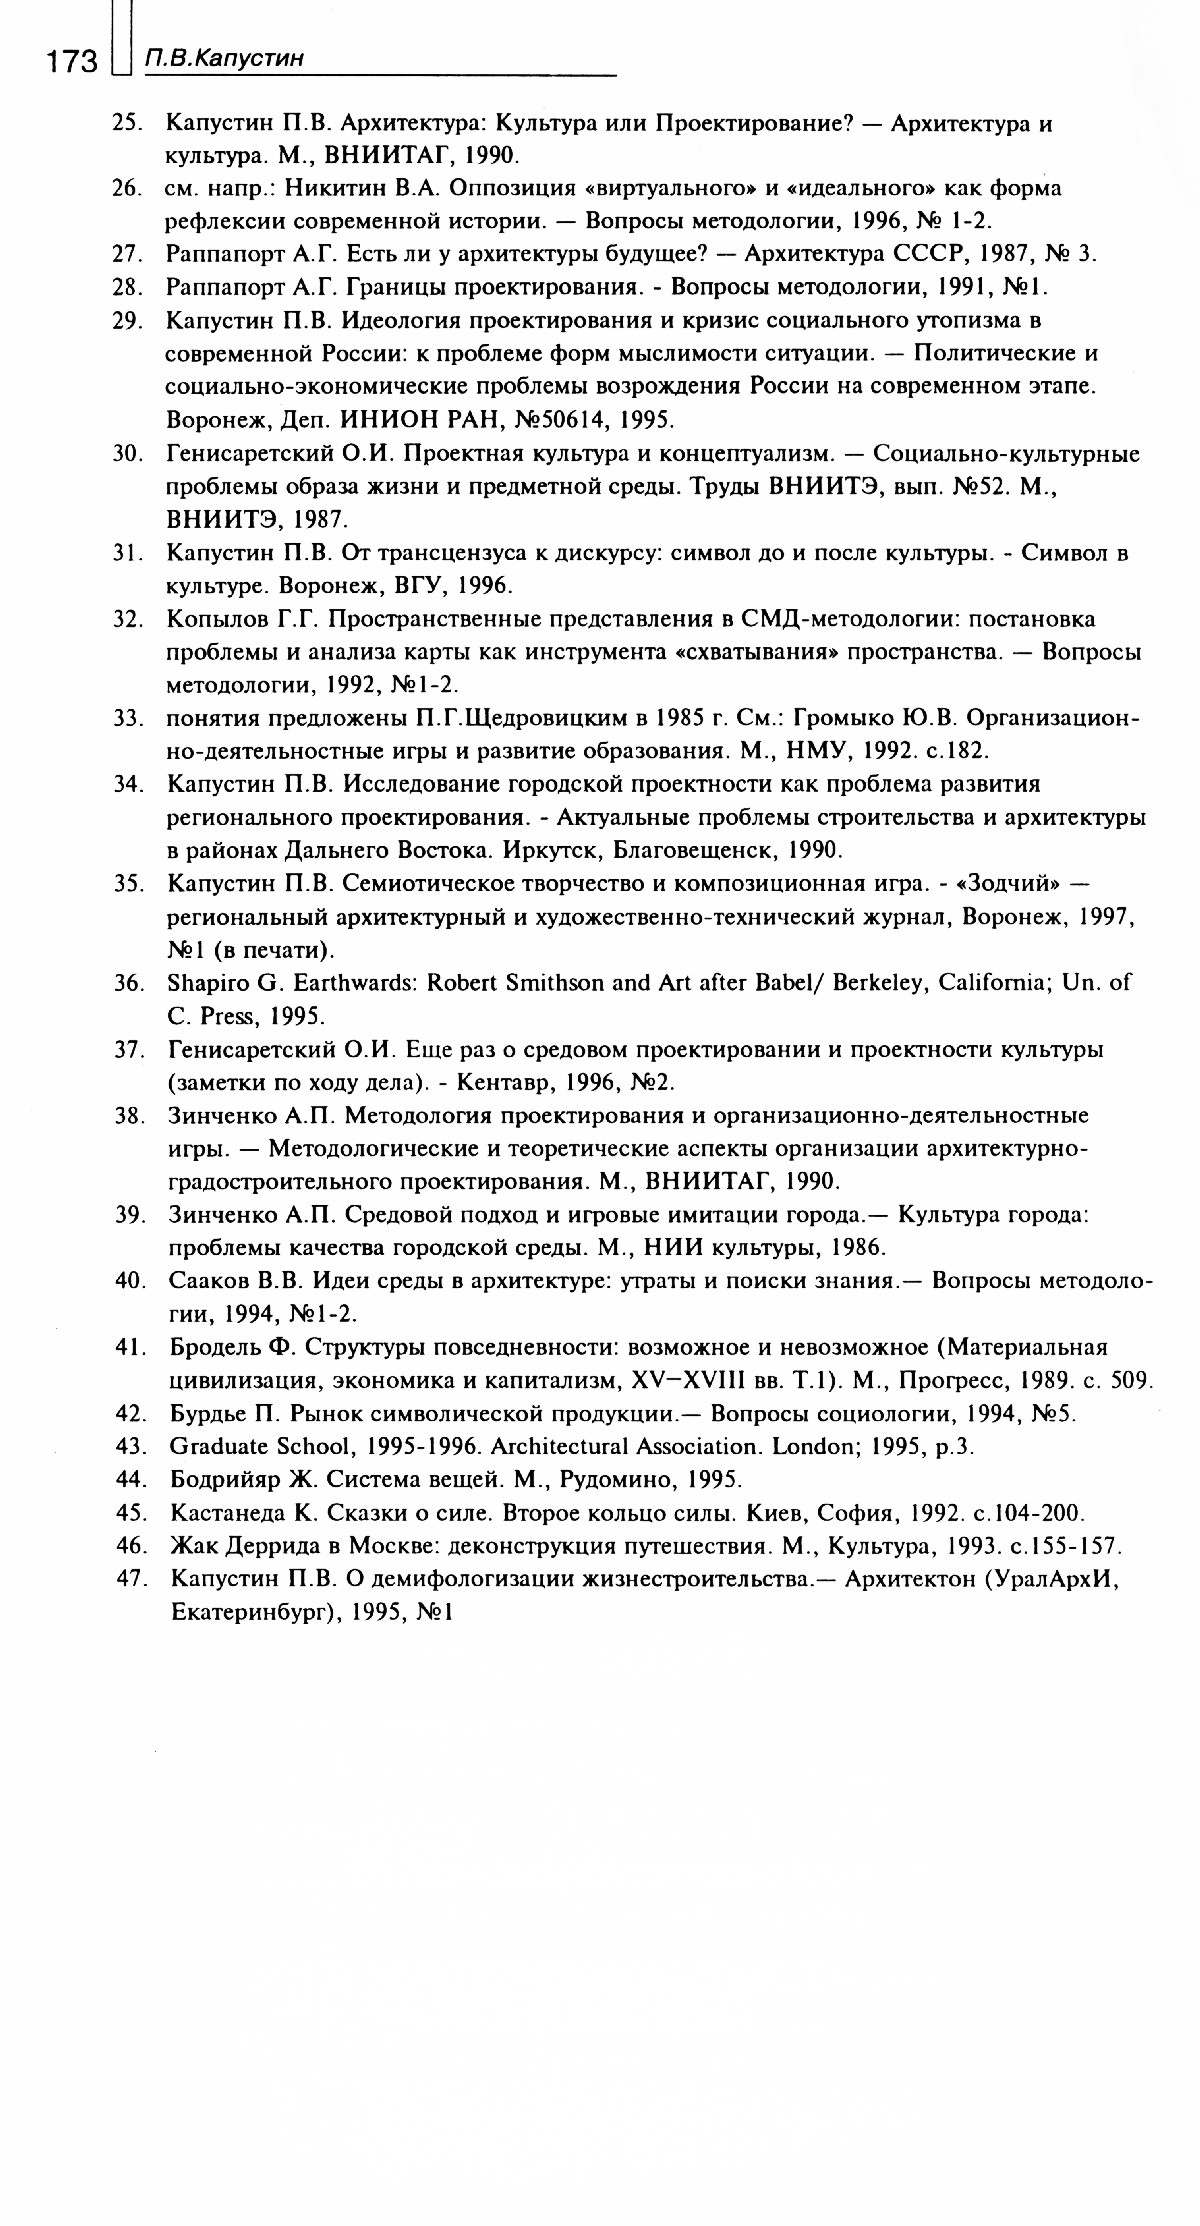 173 П.В.Капустин
25. Капустин П.В. Архитектура: Культура или Проектирование? — Архитектура и
культура. М., ВНИИТАГ, 1990.
26. см. напр.: Никитин В.А. Оппозиция «виртуального» и «идеального» как форма
рефлексии современной истории. — Вопросы методологии, 1996, № 1-2.
27. Раппапорт А.Г. Есть ли у архитектуры будущее? — Архитектура СССР, 1987, № 3.
28. Раппапорт А.Г. Границы проектирования. - Вопросы методологии, 1991, №1.
29. Капустин П.В. Идеология проектирования и кризис социального утопизма в
современной России: к проблеме форм мыслимости ситуации. — Политические и
социально-экономические проблемы возрождения России на современном этапе.
Воронеж, Деп. ИНИОН РАН, №50614, 1995.
30. Генисаретский О.И. Проектная культура и концептуализм. — Социально-культурные
проблемы образа жизни и предметной среды. Труды ВНИИТЭ, вып. №52. М.,
ВНИИТЭ, 1987.
31. Капустин П.В. От трансцензуса к дискурсу: символ до и после культуры. - Символ в
культуре. Воронеж, ВГУ, 1996.
32. Копылов Г.Г. Пространственные представления в СМД-методологии: постановка
проблемы и анализа карты как инструмента «схватывания» пространства. — Вопросы
методологии, 1992, №1-2.
33. понятия предложены П.Г.Щедровицким в 1985 г. См.: Громыко Ю.В. Организацион-
но-деятельностные игры и развитие образования. М., НМУ, 1992. с.182.
34. Капустин П.В. Исследование городской проектности как проблема развития
регионального проектирования. - Актуальные проблемы строительства и архитектуры
в районах Дальнего Востока. Иркутск, Благовещенск, 1990.
35. Капустин П.В. Семиотическое творчество и композиционная игра. - «Зодчий» —
региональный архитектурный и художественно-технический журнал, Воронеж, 1997,
№1 (в печати).
36. Shapiro G. Earthwards: Robert Smithson and Art after Babel/ Berkeley, California; Un. of
C. Press, 1995.
37. Генисаретский О.И. Еще раз о средовом проектировании и проектности культуры
(заметки по ходу дела). - Кентавр, 1996, №2.
38. Зинченко А.П. Методология проектирования и организационно-деятельностные
игры. — Методологические и теоретические аспекты организации архитектурно-
градостроительного проектирования. М., ВНИИТАГ, 1990.
39. Зинченко А.П. Средовой подход и игровые имитации города.— Культура города:
проблемы качества городской среды. М., НИИ культуры, 1986.
40. Сааков В.В. Идеи среды в архитектуре: утраты и поиски знания.— Вопросы методоло-
гии, 1994, №1-2.
41. Бродель Ф. Структуры повседневности: возможное и невозможное (Материальная
цивилизация, экономика и капитализм, XV—XVIII вв. Т.1). М., Прогресс, 1989. с. 509.
42. Бурдье П. Рынок символической продукции.— Вопросы социологии, 1994, №5.
43. Graduate School, 1995-1996. Architectural Association. London; 1995, p.3.
44. Бодрийяр Ж. Система вещей. М., Рудомино, 1995.
45. Кастанеда К. Сказки о силе. Второе кольцо силы. Киев, София, 1992. с.104-200.
46. Жак Деррида в Москве: деконструкция путешествия. М., Культура, 1993. с.155-157.
47. Капустин П.В. О демифологизации жизнестроительства.— Архитектон (УралАрхИ,
Екатеринбург), 1995, №1